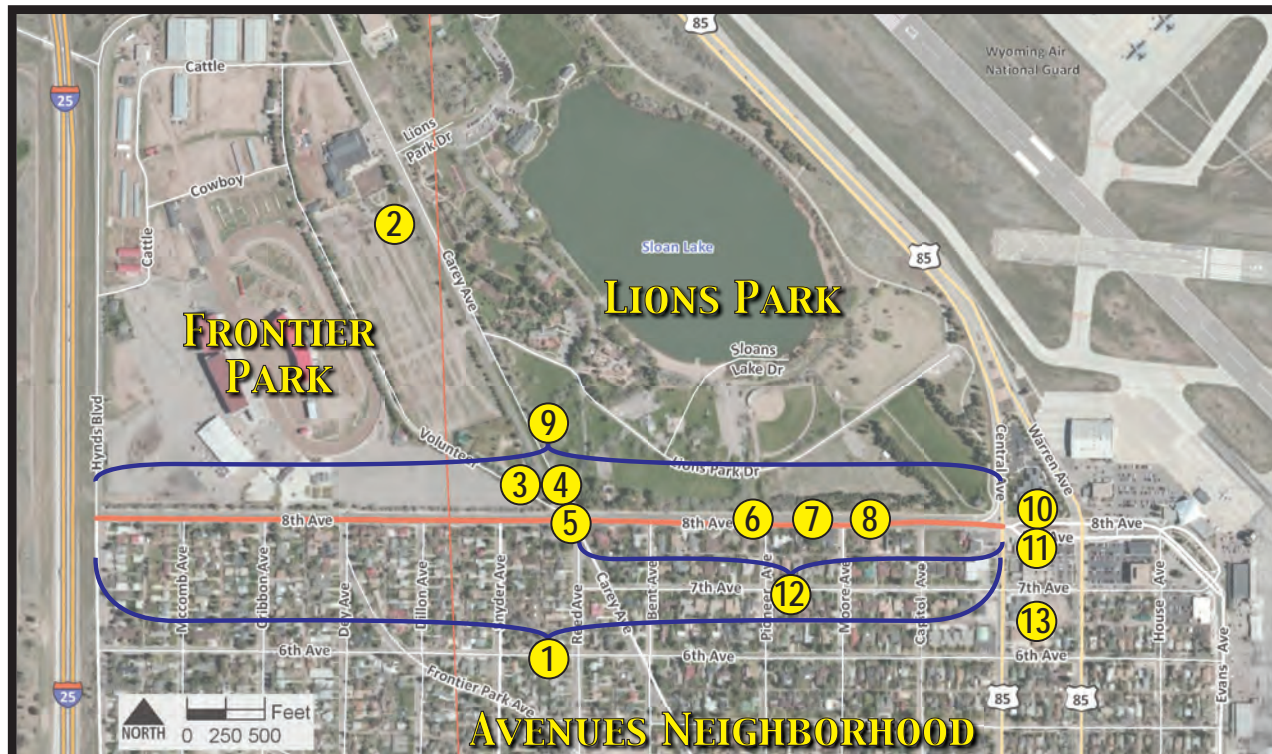 85
Wyoming Air
National Guard
Cattle
25
Lions
Park Dr
Cowboy
2
Cattle
Carey Ave
Sloan Lake
85
Lions Park
Frontier
Park
Sloans
Lake Dr
Hynds Blvd
Volunteer
9
Lions Park Dr
Central Ave
Warren Ave
3
4
10
8th Ave
5
8th Ave
6
7
8
8th Ave
11
7th Ave
12
7th Ave
Mccomb Ave
Gibbon Ave
Dey Ave
Dillon Ave
Snyder Ave
Reed Ave
Carey Ave
Bent Ave
Pioneer Ave
Moore Ave
Capitol Ave
House Ave
13
6th Ave
1
6th Ave
6th Ave
Frontier Park Ave
Evans Ave
25
85
85
NORTH
0 250 500
Feet
Avenues Neighborhood